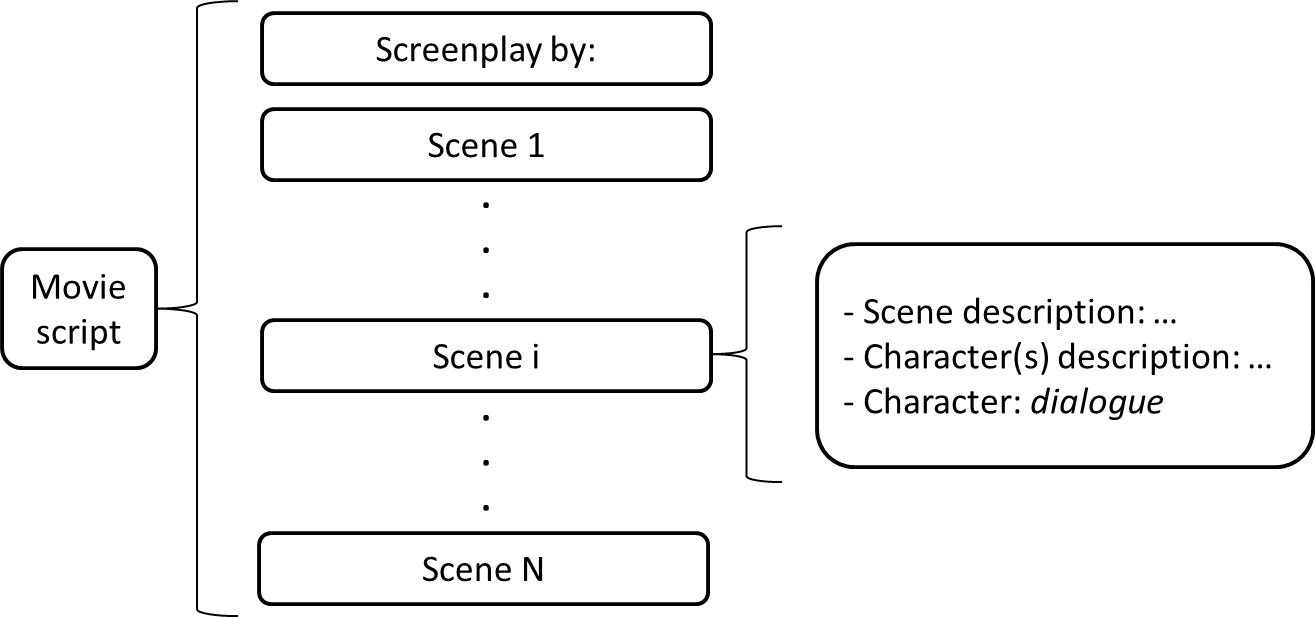 Screenplay by:
Scene 1
.
.
.
Movie
script
Scene i
- Scene description: ...
- Character(s) description: ...
- Character: dialogue
.
.
.
Scene N